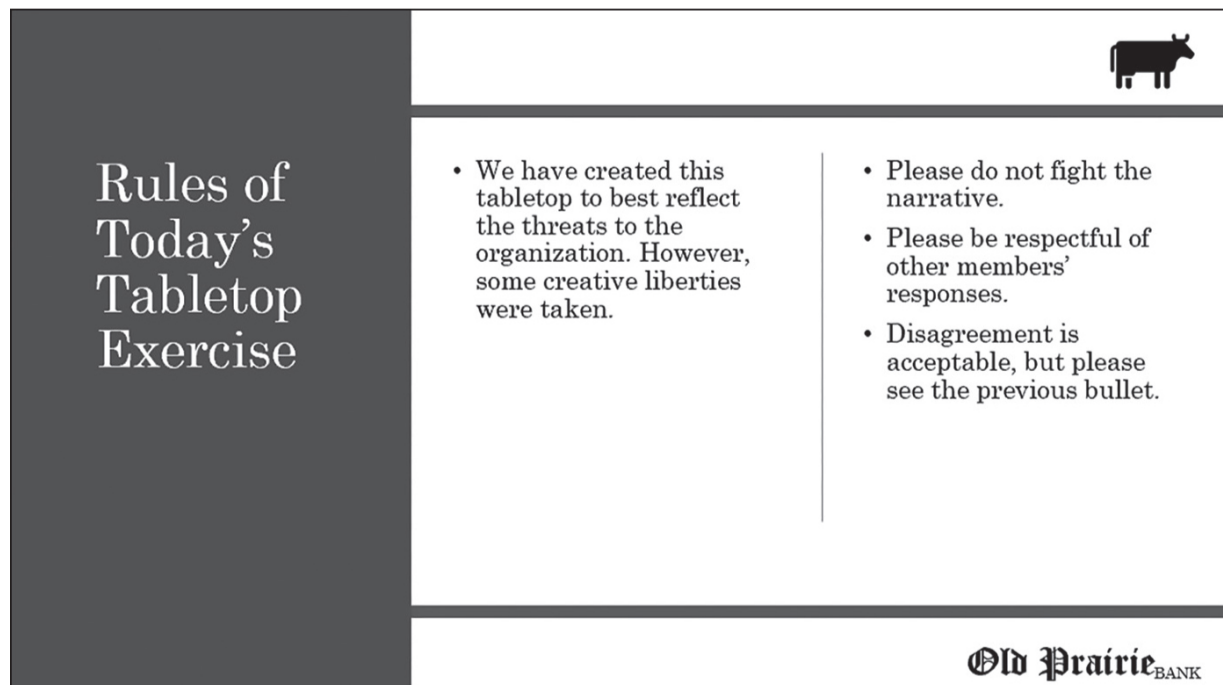 Rules of
Today’s
Tabletop
Exercise
• We have created this
tabletop to best reflect
the threats to the
organization. However,
some creative liberties
were taken.
• Please do not fight the
narrative.
• Please be respectful of
other members’
responses.
• Disagreement is
acceptable, but please
see the previous bullet.
Old Prairie BANK